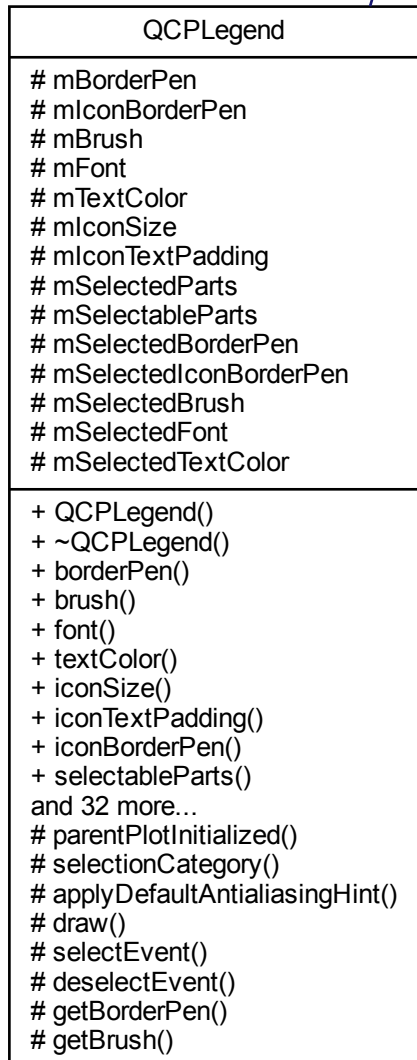 QCPLegend
# mBorderPen
# mIconBorderPen
# mBrush
# mFont
# mTextColor
# mIconSize
# mIconTextPadding
# mSelectedParts
# mSelectableParts
# mSelectedBorderPen
# mSelectedIconBorderPen
# mSelectedBrush
# mSelectedFont
# mSelectedTextColor
+ QCPLegend()
+ ~QCPLegend()
+ borderPen()
+ brush()
+ font()
+ textColor()
+ iconSize()
+ iconTextPadding()
+ iconBorderPen()
+ selectableParts()
and 32 more...
# parentPlotInitialized()
# selectionCategory()
# applyDefaultAntialiasingHint()
# draw()
# selectEvent()
# deselectEvent()
# getBorderPen()
# getBrush()